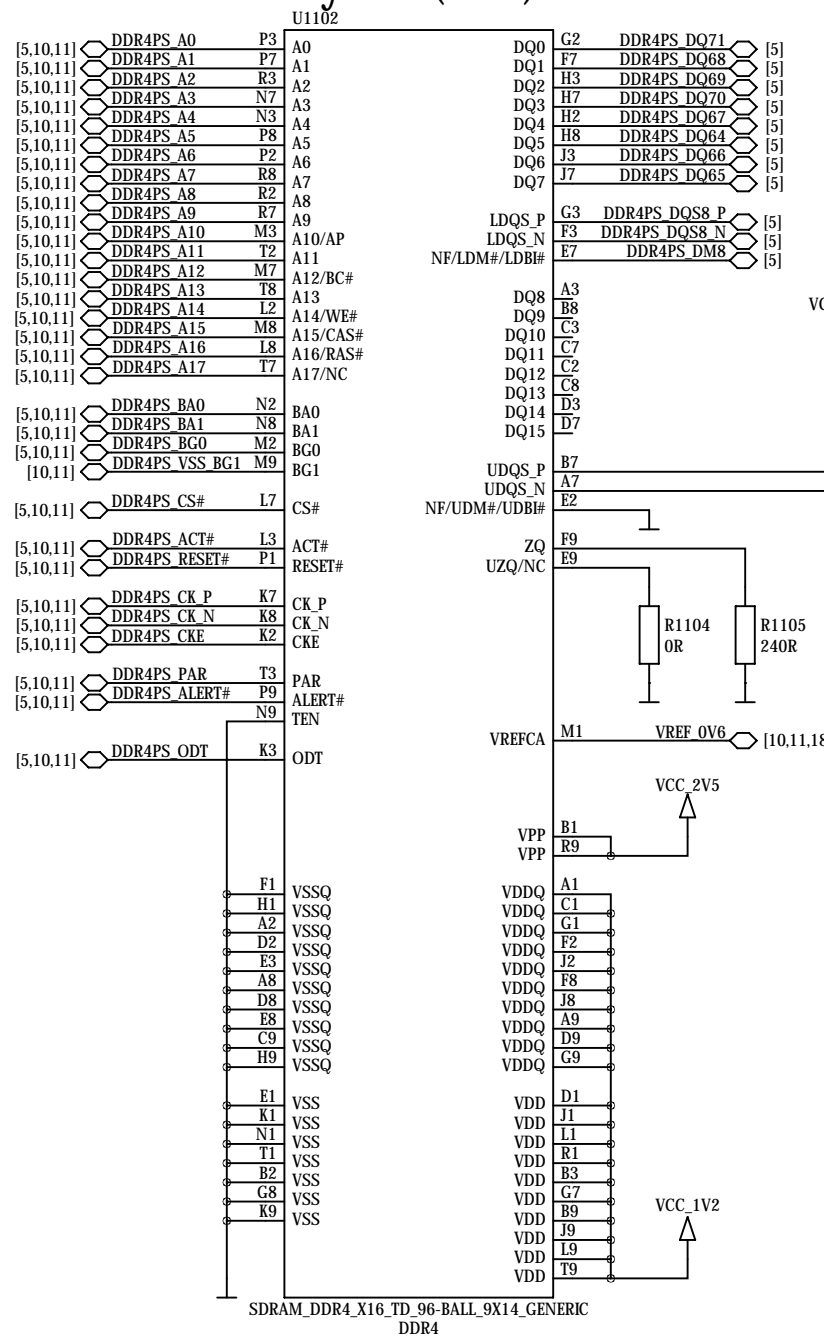 U1102
[5,10,11] DDR4PS_A0 P3 A0 DQ0 G2 DDR4PS_DQ71 [5]
[5,10,11] DDR4PS_A1 P7 A1 DQ1 F7 DDR4PS_DQ68 [5]
[5,10,11] DDR4PS_A2 R3 A2 DQ2 H3 DDR4PS_DQ69 [5]
[5,10,11] DDR4PS_A3 N7 A3 DQ3 H7 DDR4PS_DQ70 [5]
[5,10,11] DDR4PS_A4 N3 A4 DQ4 H2 DDR4PS_DQ67 [5]
[5,10,11] DDR4PS_A5 P8 A5 DQ5 H8 DDR4PS_DQ64 [5]
[5,10,11] DDR4PS_A6 P2 A6 DQ6 J3 DDR4PS_DQ66 [5]
[5,10,11] DDR4PS_A7 R8 A7 DQ7 J7 DDR4PS_DQ65 [5]
[5,10,11] DDR4PS_A8 R2 A8
[5,10,11] DDR4PS_A9 R7 A9 LDQS_P G3 DDR4PS_DQS8_P [5]
[5,10,11] DDR4PS_A10 M3 A10/AP LDQS_N F3 DDR4PS_DQS8_N [5]
[5,10,11] DDR4PS_A11 T2 A11 NF/LDM#/LDBI# E7 DDR4PS_DM8 [5]
[5,10,11] DDR4PS_A12 M7 A12/BC#
[5,10,11] DDR4PS_A13 T8 A13 DQ8 A3
[5,10,11] DDR4PS_A14 L2 A14/WE# DQ9 B8
[5,10,11] DDR4PS_A15 M8 A15/CAS# DQ10 C3
[5,10,11] DDR4PS_A16 L8 A16/RAS# DQ11 C7
[5,10,11] DDR4PS_A17 T7 A17/NC DQ12 C2
DQ13 C8
[5,10,11] DDR4PS_BA0 N2 BA0 DQ14 D3
[5,10,11] DDR4PS_BA1 N8 BA1 DQ15 D7
[5,10,11] DDR4PS_BG0 M2 BG0
[10,11] DDR4PS_VSS_BG1 M9 BG1 UDQS_P B7
UDQS_N A7
[5,10,11] DDR4PS_CS# L7 CS# NF/UDM#/UDBI# E2
[5,10,11] DDR4PS_ACT# L3 ACT# ZQ F9
[5,10,11] DDR4PS_RESET# P1 RESET# UZQ/NC E9
[5,10,11] DDR4PS_CK_P K7 CK_P
[5,10,11] DDR4PS_CK_N K8 CK_N R1104 R1105
[5,10,11] DDR4PS_CKE K2 CKE 0R 240R
[5,10,11] DDR4PS_PAR T3 PAR
[5,10,11] DDR4PS_ALERT# P9 ALERT#
N9 TEN
VREFCA M1 VREF_0V6 [10,11,18
[5,10,11] DDR4PS_ODT K3 ODT
VCC_2V5
VPP B1
VPP R9
F1 VSSQ VDDQ A1
H1 VSSQ VDDQ C1
A2 VSSQ VDDQ G1
D2 VSSQ VDDQ F2
E3 VSSQ VDDQ J2
A8 VSSQ VDDQ F8
D8 VSSQ VDDQ J8
E8 VSSQ VDDQ A9
C9 VSSQ VDDQ D9
H9 VSSQ VDDQ G9
E1 VSS VDD D1
K1 VSS VDD J1
N1 VSS VDD L1
T1 VSS VDD R1
B2 VSS VDD B3
G8 VSS VDD G7
K9 VSS VDD B9
VCC_1V2
VDD J9
VDD L9
VDD T9
SDRAM_DDR4_X16_TD_96-BALL_9X14_GENERIC
DDR4